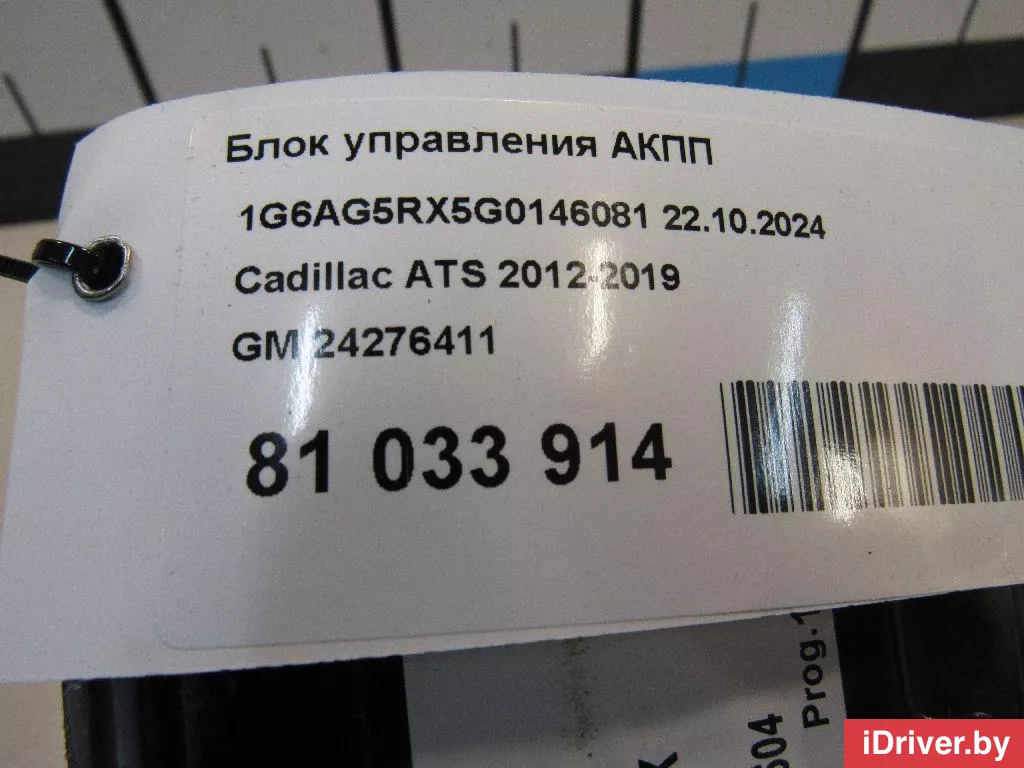 Блок управления АКПП
1G6AG5RX5G0146081 22.10.2024
Cadillac ATS 2012-2019
GM 24276411
81 033 914
Prog.1
604
X
iDriver.by